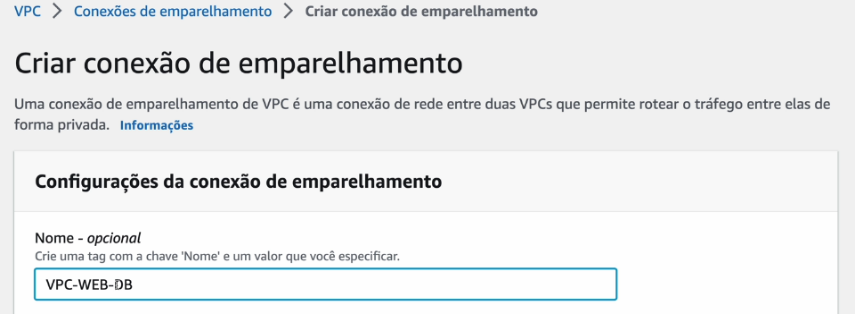 VPC > Conexões de emparelhamento > Criar conexão de emparelhamento
Criar conexão de emparelhamento
Uma conexão de emparelhamento de VPC é uma conexão de rede entre duas VPCs que permite rotear o tráfego entre elas de
forma privada. Informações
Configurações da conexão de emparelhamento
Nome - opcional
Crie uma tag com a chave 'Nome' e um valor que você especificar.
VPC-WEB-DB